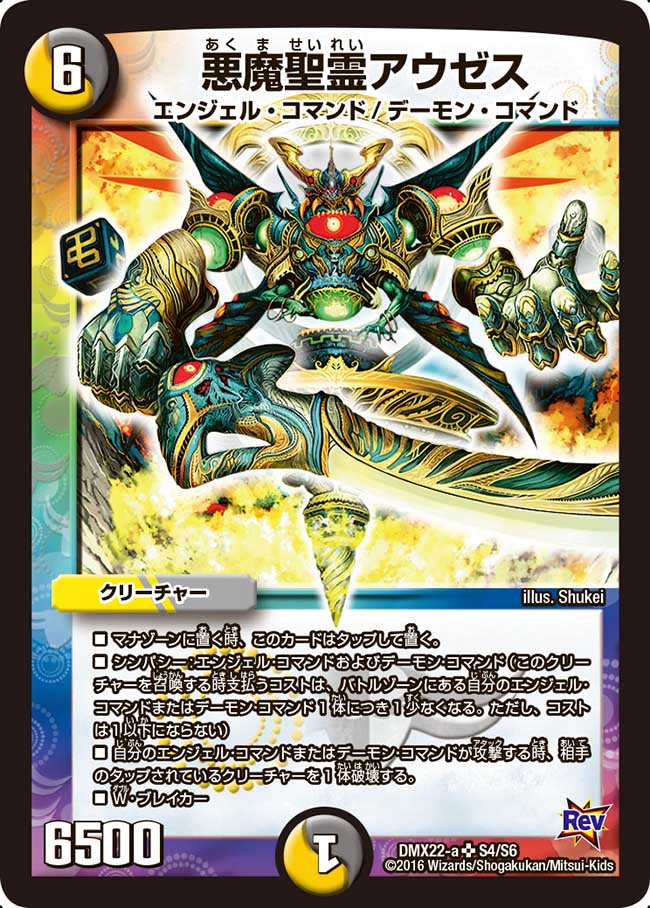 6
あくませいれい
悪魔聖霊アウゼス
エンジェル・コマンド / デーモン・コマンド
クリーチャー
illus. Shukei
■ マナゾーンに置く時、このカードはタップして置く。
■ シンパシー：エンジェル・コマンドおよびデーモン・コマンド（このクリー
チャーを召喚する時支払うコストは、バトルゾーンにある自分のエンジェル・
コマンドまたはデーモン・コマンド1体につき1少なくなる。ただし、コスト
は1以下にならない）
■ 自分のエンジェル・コマンドまたはデーモン・コマンドが攻撃する時、相手
のタップされているクリーチャーを1体破壊する。
■ W・ブレイカー
Rev
6500
1
DMX22-a S4/S6
©2016 Wizards/Shogakukan/Mitsui-Kids